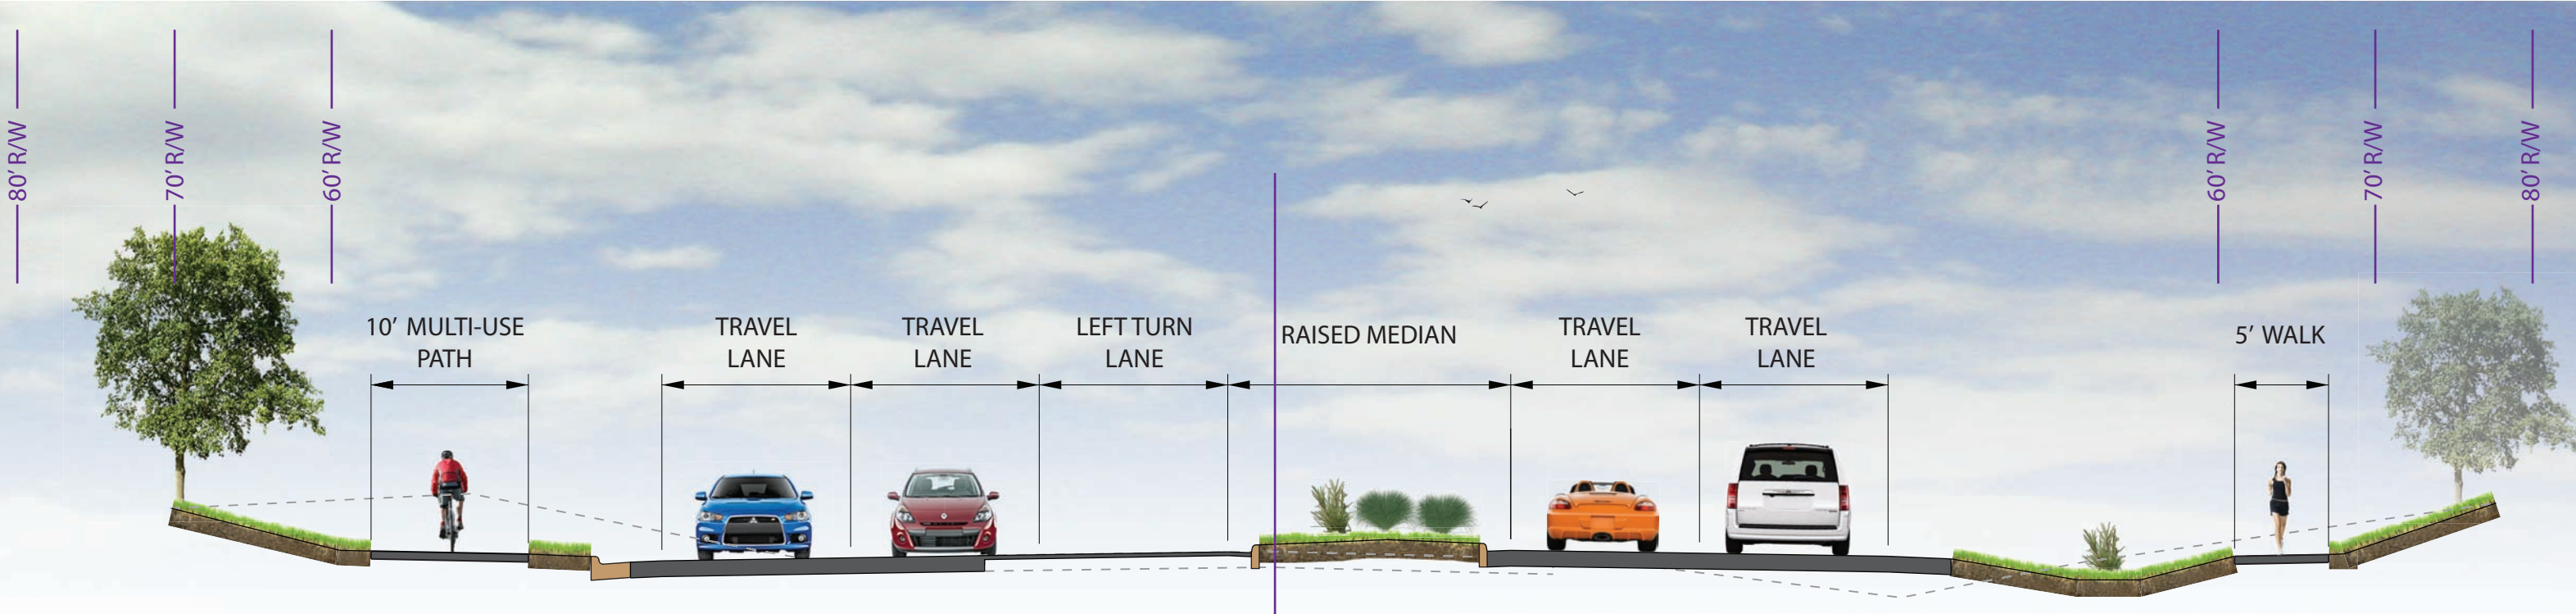 80’ R/W
70’ R/W
60’ R/W
10’ MULTI-USE
PATH
TRAVEL
LANE
TRAVEL
LANE
LEFT TURN
LANE
RAISED MEDIAN
TRAVEL
LANE
TRAVEL
LANE
5’ WALK
60’ R/W
70’ R/W
80’ R/W